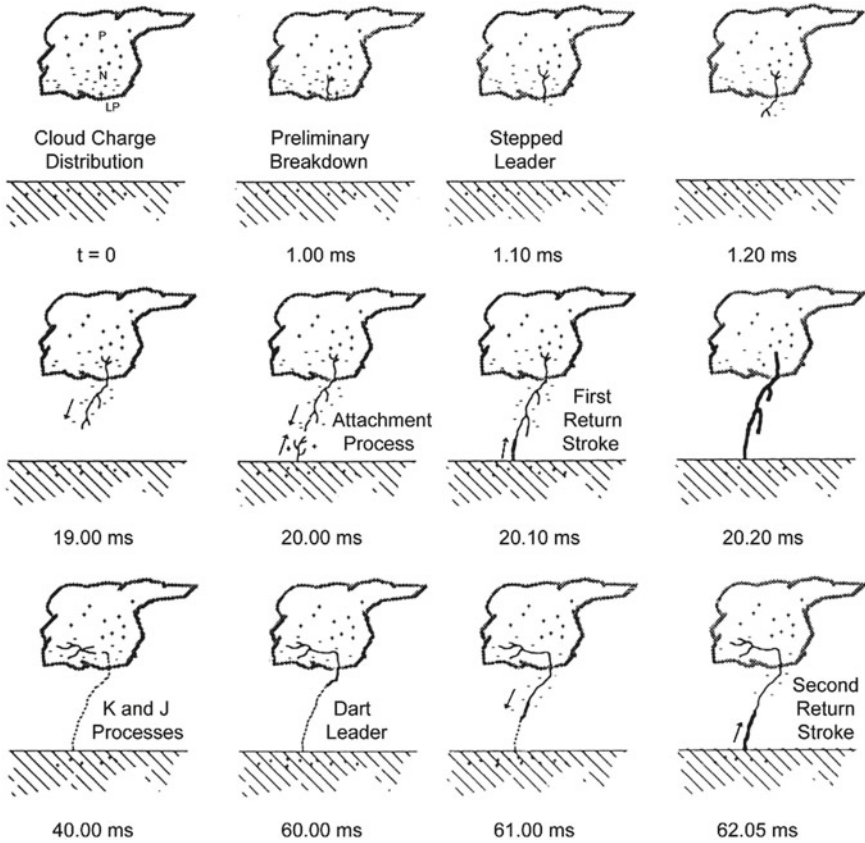 P
N
LP
Cloud Charge
Distribution
Preliminary
Breakdown
Stepped
Leader
t = 0
1.00 ms
1.10 ms
1.20 ms
Attachment
Process
First
Return
Stroke
19.00 ms
20.00 ms
20.10 ms
20.20 ms
K and J
Processes
Dart
Leader
Second
Return
Stroke
40.00 ms
60.00 ms
61.00 ms
62.05 ms